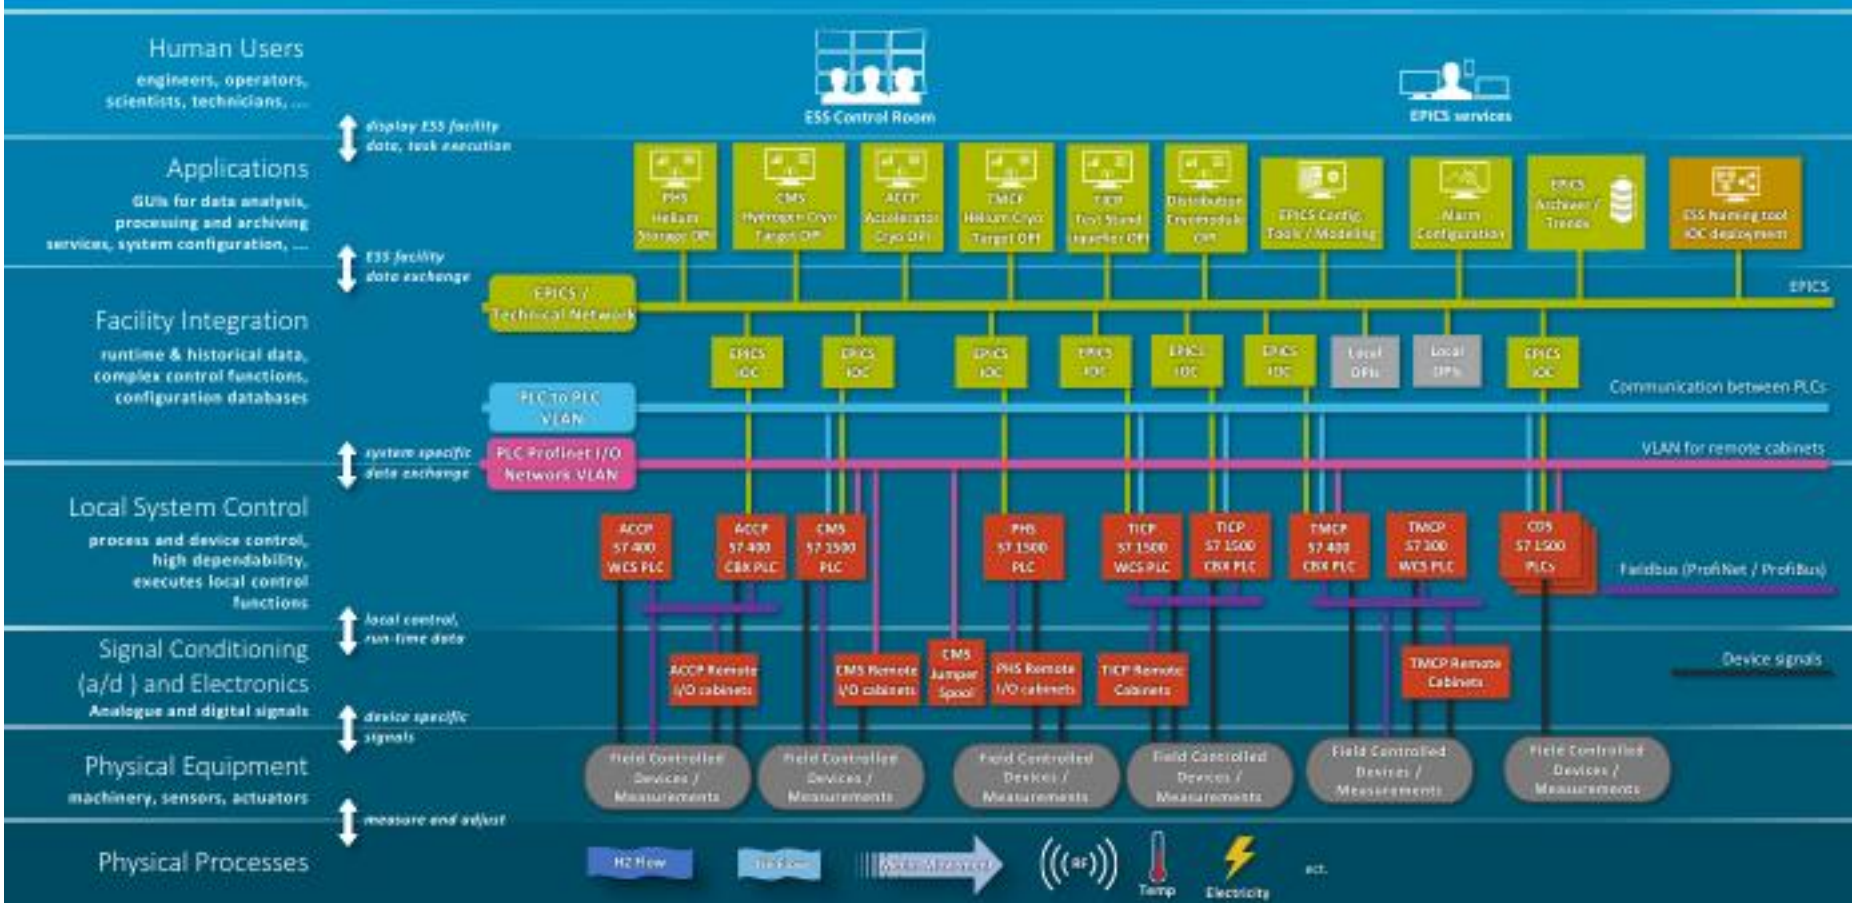 Human Users
engineers, operators,
scientists, technicians, ....
ESS Control Room
EPICS services
display ESS facility
data, task execution
Applications
GUIs for data analysis,
processing and archiving
services, system configuration, ....
PHS
Helium
Storage OPI
CMS
Hydrogen Cryo
Target OPI
ACCP
Accelerator
Cryo OPI
TMCP
Helium Cryo
Target OPI
TICP
Test Stand
Liquefier OPI
Distribution
Cryomodule
OPI
EPICS Config.
Tools / Modeling
Alarm
Configuration
EPICS
Archiver /
Trends
ESS Naming tool
IOC deployment
ESS facility
data exchange
EPICS /
Technical Network
EPICS
Facility Integration
runtime & historical data,
complex control functions,
configuration databases
EPICS
IOC
EPICS
IOC
EPICS
IOC
EPICS
IOC
EPICS
IOC
EPICS
IOC
Local
OPIs
Local
OPIs
EPICS
IOC
PLC to PLC
VLAN
Communication between PLCs
system specific
data exchange
PLC Profinet I/O
Network VLAN
VLAN for remote cabinets
Local System Control
process and device control,
high dependability,
executes local control
functions
ACCP
S7 400
WCS PLC
ACCP
S7 400
CBX PLC
CMS
S7 1500
PLC
PHS
S7 1500
PLC
TICP
S7 1500
WCS PLC
TICP
S7 1500
CBX PLC
TMCP
S7 400
CBX PLC
TMCP
S7 300
WCS PLC
CDS
S7 1500
PLCs
Fieldbus (ProfiNet / ProfiBus)
local control,
run-time data
Signal Conditioning
(a/d ) and Electronics
Analogue and digital signals
ACCP Remote
I/O cabinets
CMS Remote
I/O cabinets
CMS
Jumper
Spool
PHS Remote
I/O cabinets
TICP Remote
Cabinets
TMCP Remote
Cabinets
Device signals
device specific
signals
Physical Equipment
machinery, sensors, actuators
Field Controlled
Devices /
Measurements
Field Controlled
Devices /
Measurements
Field Controlled
Devices /
Measurements
Field Controlled
Devices /
Measurements
Field Controlled
Devices /
Measurements
Field Controlled
Devices /
Measurements
measure and adjust
Physical Processes
H2 Flow
Flow
RF
Temp
Electricity
ect.